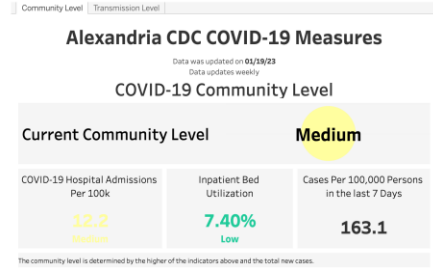 Community Level Transmission Level
Alexandria CDC COVID-19 Measures
Data was updated on 01/19/23
Data updates weekly
COVID-19 Community Level
Current Community Level Medium
COVID-19 Hospital Admissions
Per 100k
12.2
Medium
Inpatient Bed
Utilization
7.40%
Low
Cases Per 100,000 Persons
in the last 7 Days
163.1
The community level is determined by the higher of the indicators above and the total new cases.